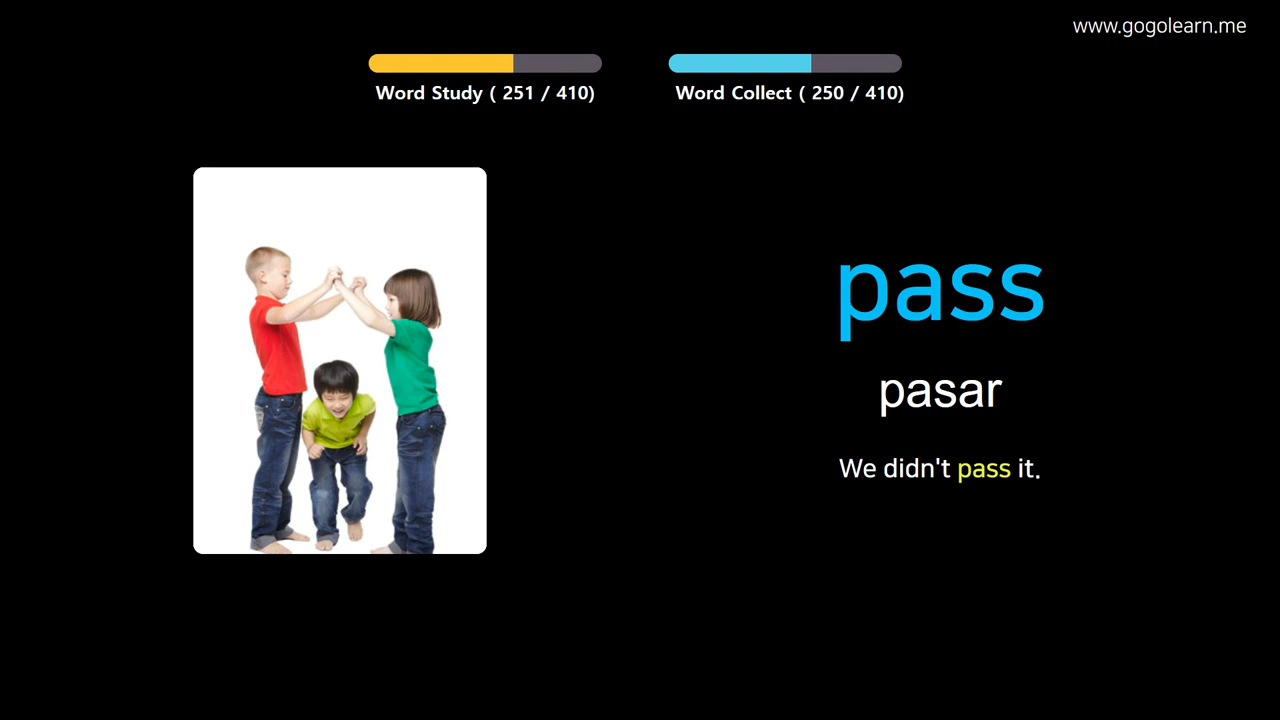 www.gogolearn.me
Word Study ( 251 / 410)
Word Collect ( 250 / 410)
pass
pasar
We didn't pass it.